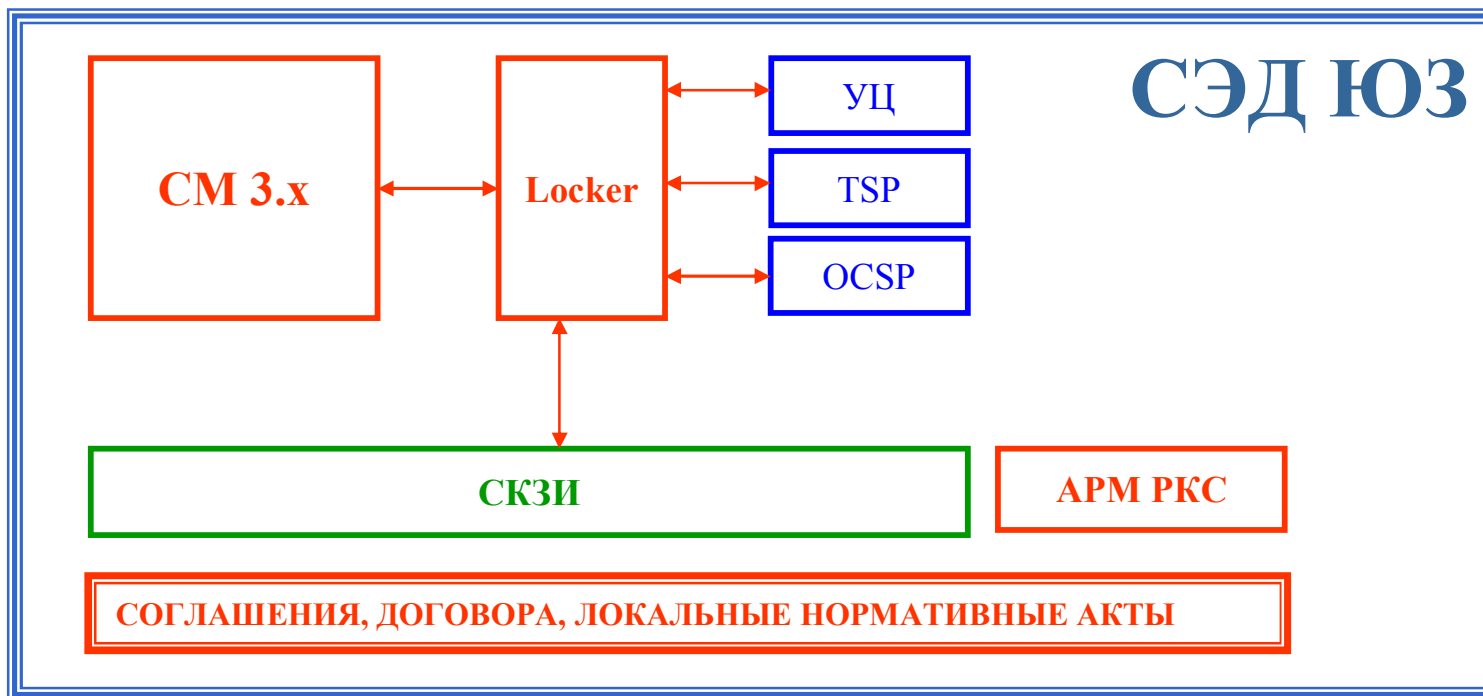 СЭД ЮЗ
СМ 3.х
Locker
УЦ
TSP
OCSP
СКЗИ
АРМ РКС
СОГЛАШЕНИЯ, ДОГОВОРА, ЛОКАЛЬНЫЕ НОРМАТИВНЫЕ АКТЫ